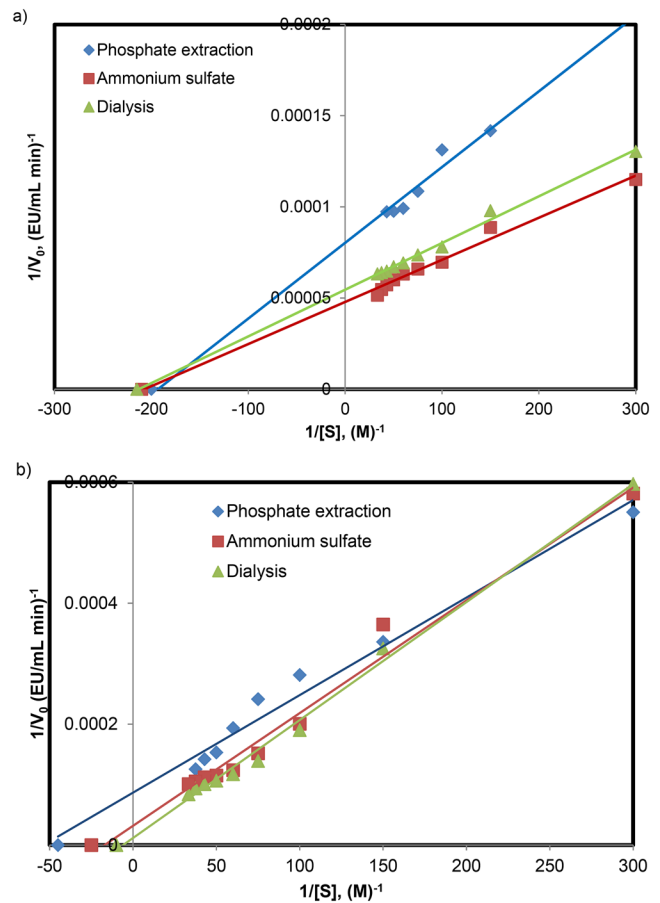 a)
0.0002
Phosphate extraction
Ammonium sulfate
Dialysis
0.00015
0.0001
0.00005
0
1/V₀, (EU/mL min)⁻¹
-300 -200 -100 0 100 200 300
1/[S], (M)⁻¹
b)
0.0006
Phosphate extraction
Ammonium sulfate
Dialysis
0.0004
0.0002
0
1/V₀ (EU/mL min)⁻¹
-50 0 50 100 150 200 250 300
1/[S], (M)⁻¹